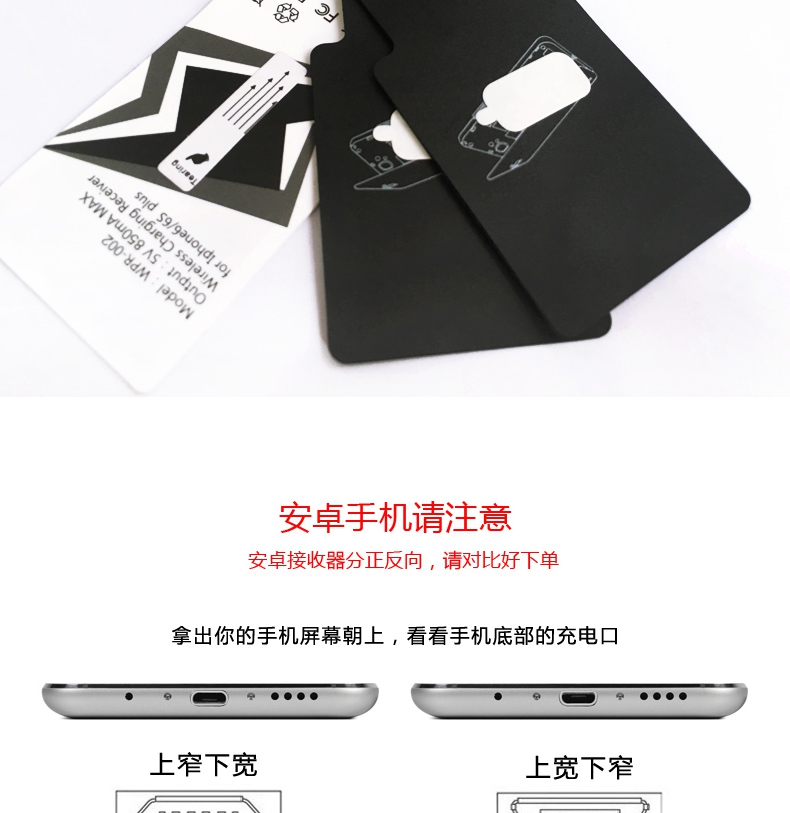 FC
Tearing
Model : WPR-002
Output : 5V 850mA MAX
Wireless Charging Receiver
for Iphone6/6S plus
安卓手机请注意
安卓接收器分正反向，请对比好下单
拿出你的手机屏幕朝上，看看手机底部的充电口
上窄下宽
上宽下窄